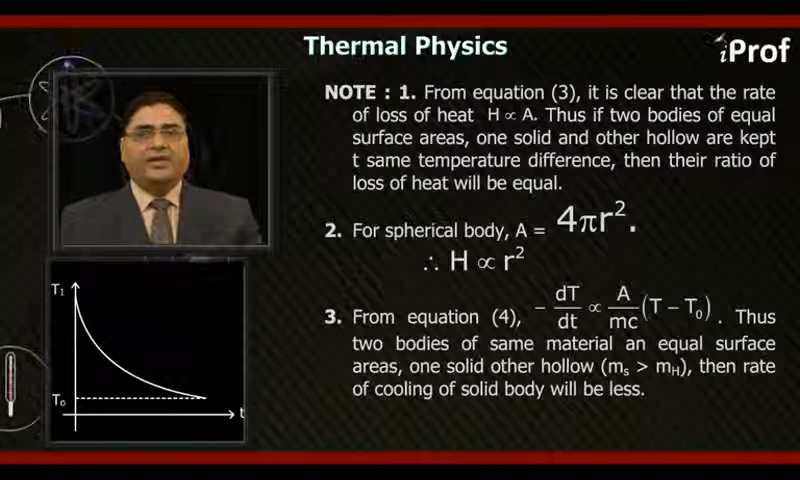 Thermal Physics
iProf
NOTE : 1. From equation (3), it is clear that the rate
of loss of heat H ∝ A. Thus if two bodies of equal
surface areas, one solid and other hollow are kept
t same temperature difference, then their ratio of
loss of heat will be equal.
2. For spherical body, A = 4πr².
∴ H ∝ r²
3. From equation (4), − dT/dt ∝ A/mc (T − T₀) . Thus
two bodies of same material an equal surface
areas, one solid other hollow (mₛ > m_H), then rate
of cooling of solid body will be less.
T₁
T₀
t